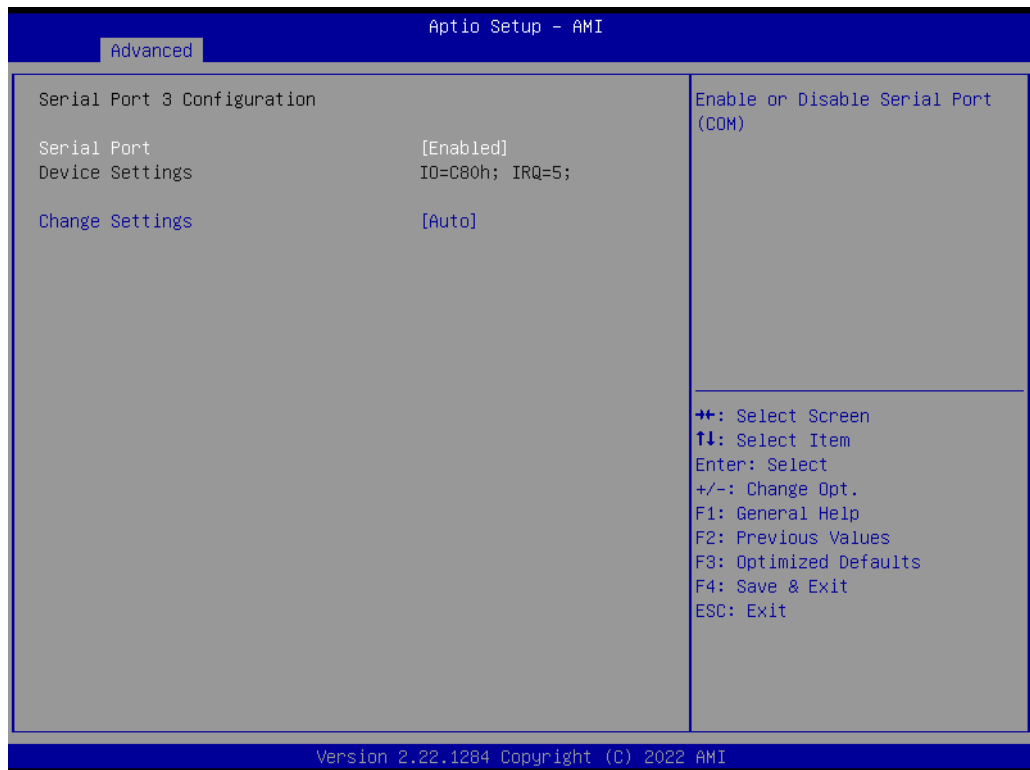 Aptio Setup – AMI
Advanced
Serial Port 3 Configuration
Serial Port [Enabled]
Device Settings IO=C80h; IRQ=5;
Change Settings [Auto]
Enable or Disable Serial Port
(COM)
→←: Select Screen
↑↓: Select Item
Enter: Select
+/-: Change Opt.
F1: General Help
F2: Previous Values
F3: Optimized Defaults
F4: Save & Exit
ESC: Exit
Version 2.22.1284 Copyright (C) 2022 AMI